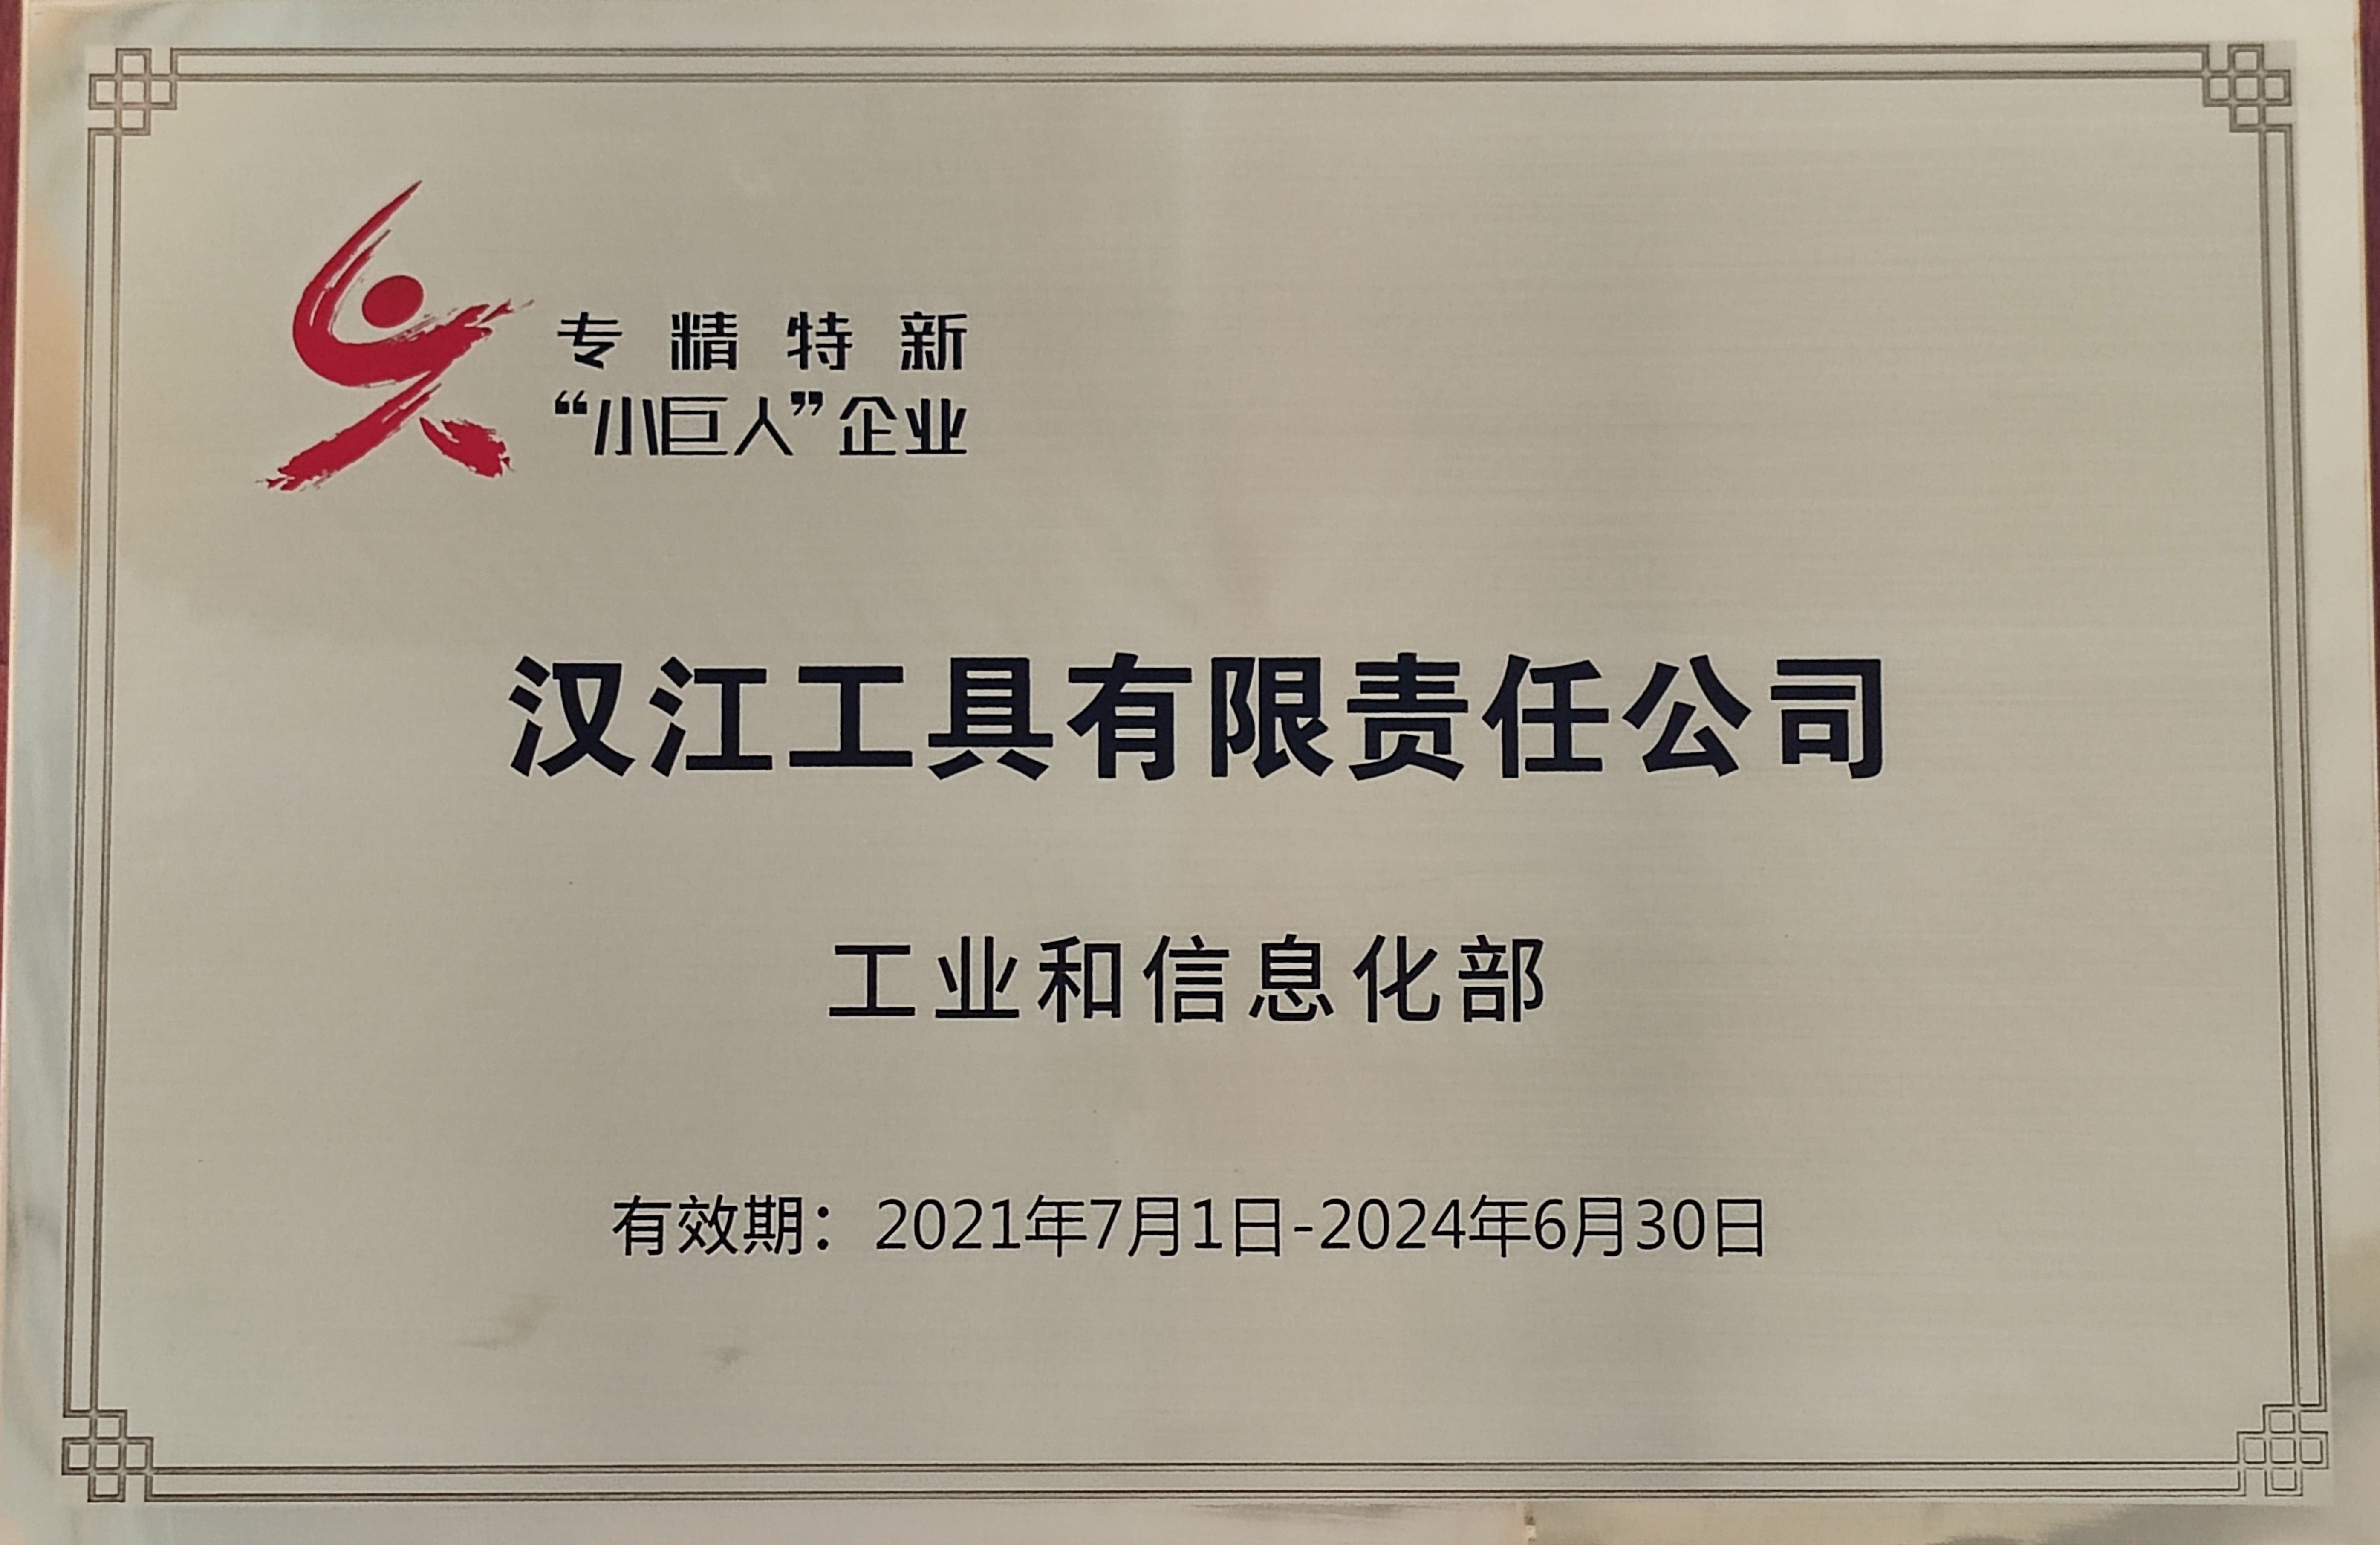 专精特新
“小巨人”企业
汉江工具有限责任公司
工业和信息化部
有效期：2021年7月1日-2024年6月30日